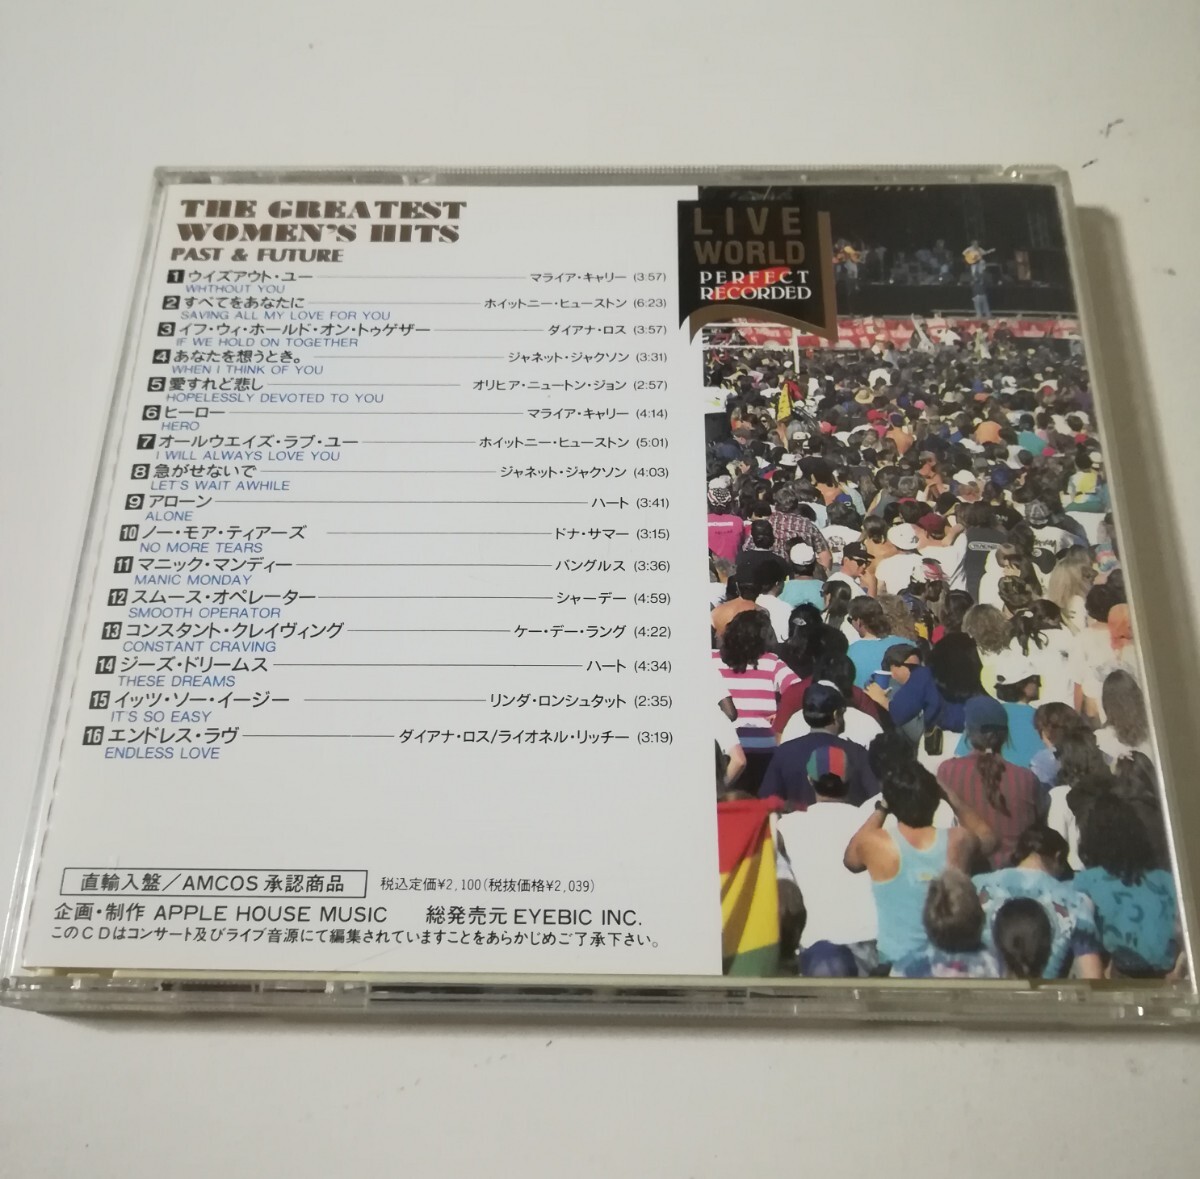 THE GREATEST
WOMEN'S HITS
PAST & FUTURE
1 ウイズアウト・ユー マライア・キャリー (3:57)
WHTHOUT YOU
2 すべてをあなたに ホイットニー・ヒューストン (6:23)
SAVING ALL MY LOVE FOR YOU
3 イフ・ウィ・ホールド・オン・トゥゲザー ダイアナ・ロス (3:57)
IF WE HOLD ON TOGETHER
4 あなたを想うとき。 ジャネット・ジャクソン (3:31)
WHEN I THINK OF YOU
5 愛すれど悲し オリヒア・ニュートン・ジョン (2:57)
HOPELESSLY DEVOTED TO YOU
6 ヒーロー マライア・キャリー (4:14)
HERO
7 オールウエイズ・ラブ・ユー ホイットニー・ヒューストン (5:01)
I WILL ALWAYS LOVE YOU
8 急がせないで ジャネット・ジャクソン (4:03)
LET'S WAIT AWHILE
9 アローン ハート (3:41)
ALONE
10 ノー・モア・ティアーズ ドナ・サマー (3:15)
NO MORE TEARS
11 マニック・マンディー バングルス (3:36)
MANIC MONDAY
12 スムース・オペレーター シャーデー (4:59)
SMOOTH OPERATOR
13 コンスタント・クレイヴィング ケー・デー・ラング (4:22)
CONSTANT CRAVING
14 ジーズ・ドリームス ハート (4:34)
THESE DREAMS
15 イッツ・ソー・イージー リンダ・ロンシュタット (2:35)
IT'S SO EASY
16 エンドレス・ラヴ ダイアナ・ロス/ライオネル・リッチー (3:19)
ENDLESS LOVE
直輸入盤/AMCOS 承認商品 税込定価¥2,100(税抜価格¥2,039)
企画・制作 APPLE HOUSE MUSIC 総発売元 EYEBIC INC.
このCDはコンサート及びライブ音源にて編集されていますことをあらかじめご了承下さい。
LIVE
WORLD
PERFECT
RECORDED